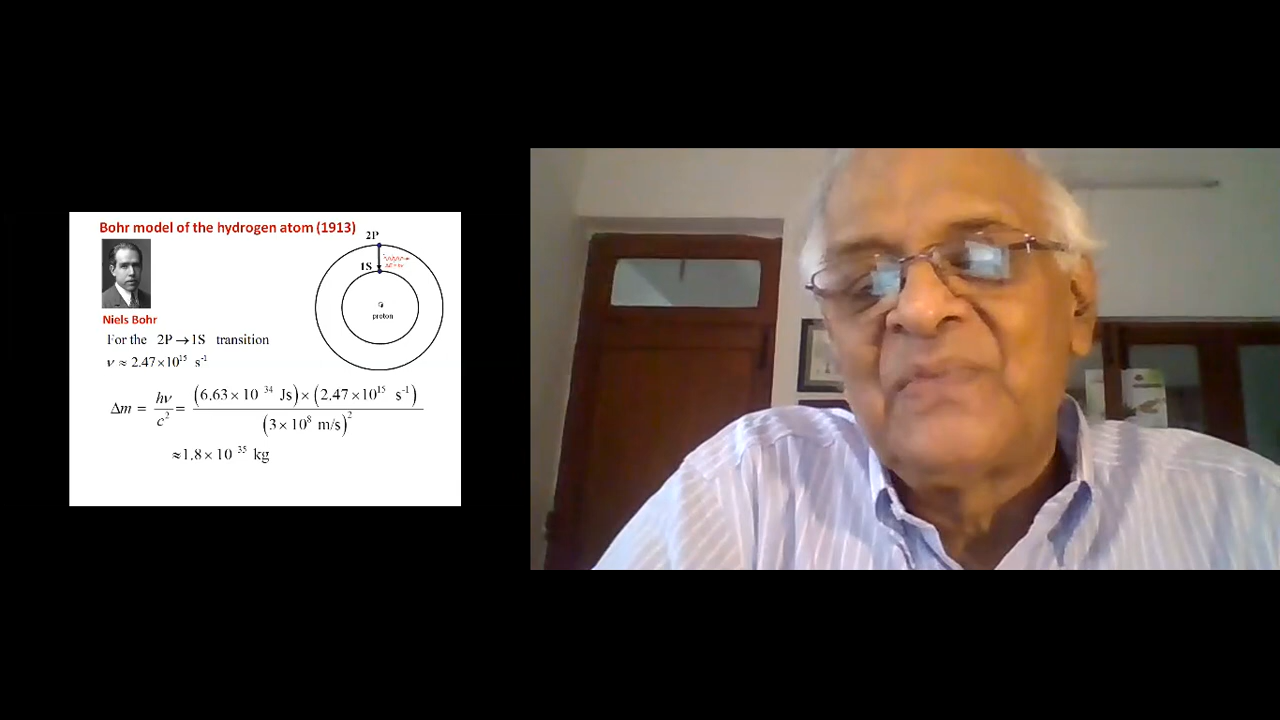 Bohr model of the hydrogen atom (1913)
2P
1S
proton
Niels Bohr
For the 2P → 1S transition
ν ≈ 2.47×10¹⁵ s⁻¹
Δm = hν/c² = (6.63×10 ³⁴ Js)×(2.47×10¹⁵ s⁻¹)/(3×10⁸ m/s)²
≈1.8×10 ³⁵ kg